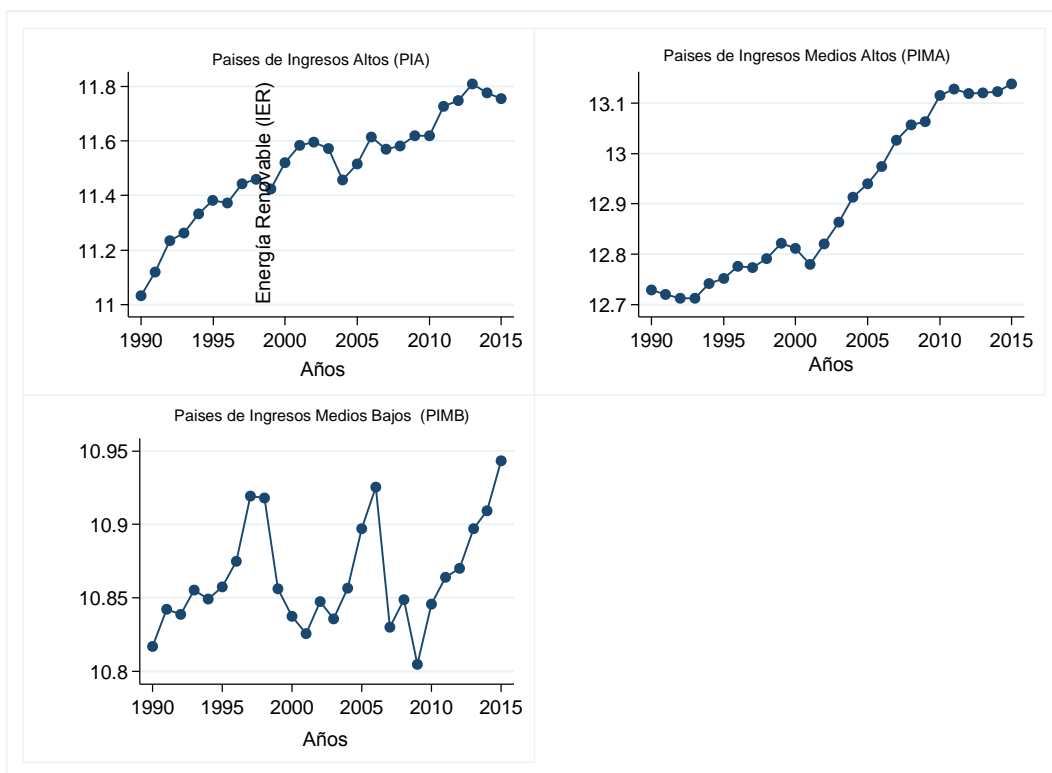 Paises de Ingresos Altos (PIA)
11.8
11.6
11.4
11.2
11
Energía Renovable (IER)
1990 1995 2000 2005 2010 2015
Años
Paises de Ingresos Medios Altos (PIMA)
13.1
13
12.9
12.8
12.7
1990 1995 2000 2005 2010 2015
Años
Paises de Ingresos Medios Bajos (PIMB)
10.95
10.9
10.85
10.8
1990 1995 2000 2005 2010 2015
Años